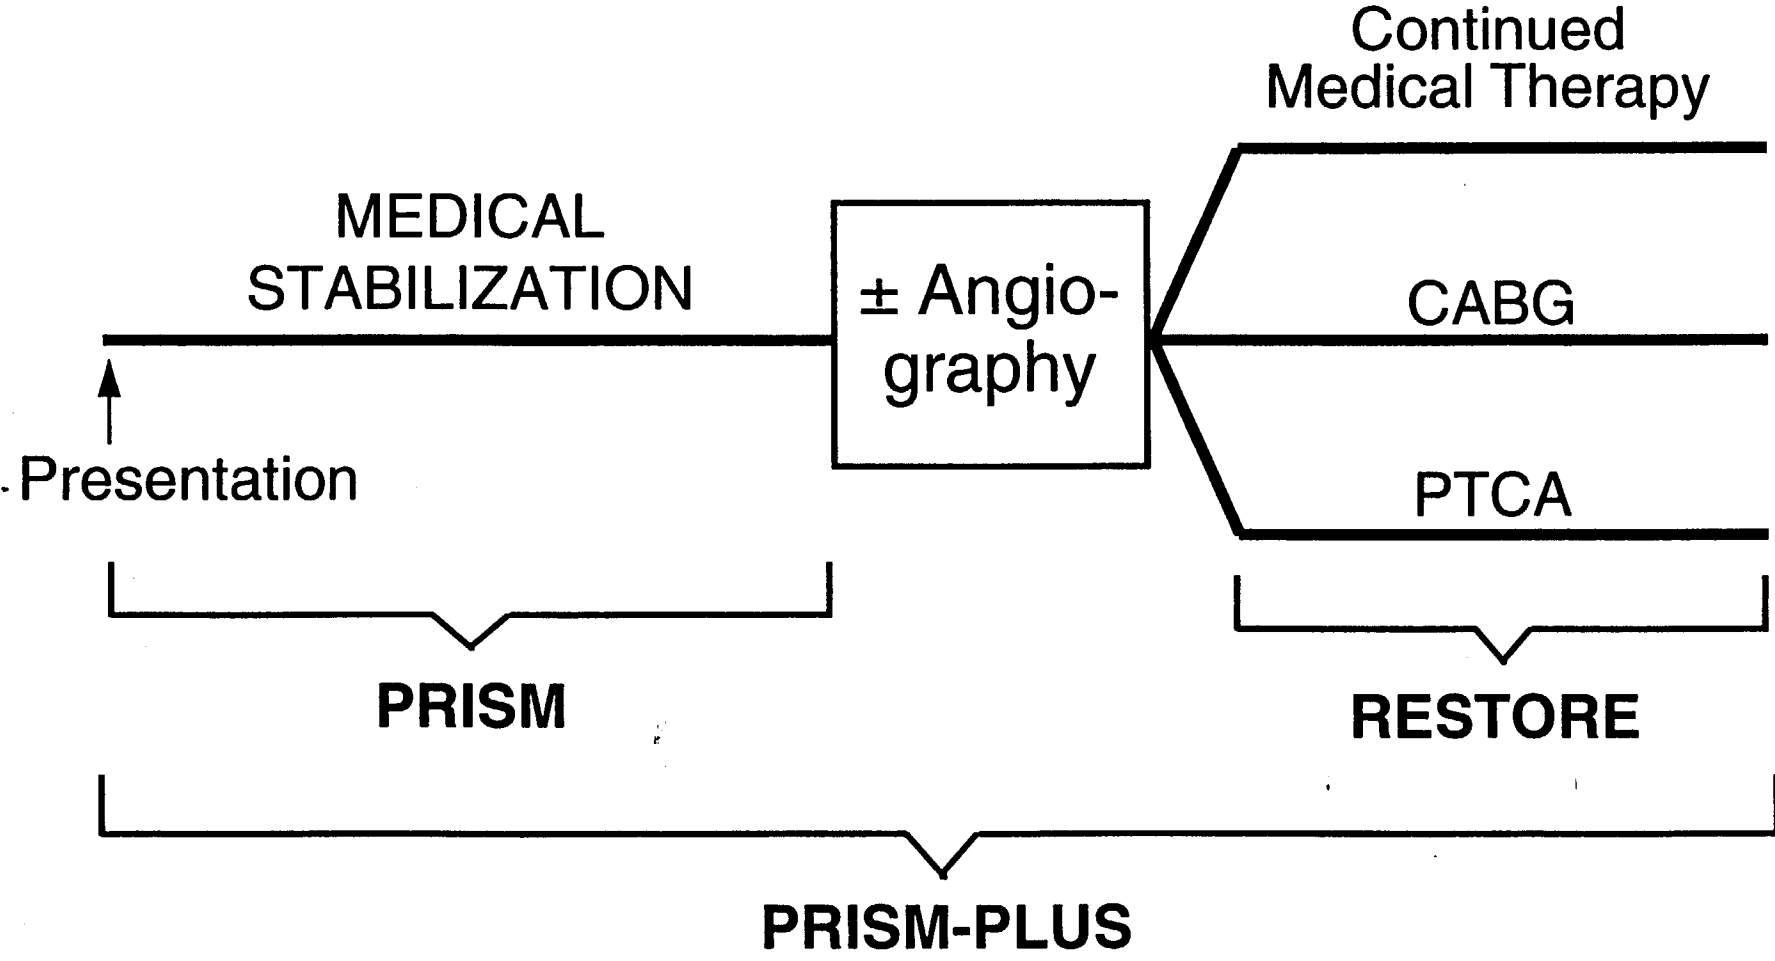 Continued
Medical Therapy
MEDICAL
STABILIZATION
± Angio-
graphy
CABG
Presentation
PTCA
PRISM
RESTORE
PRISM-PLUS